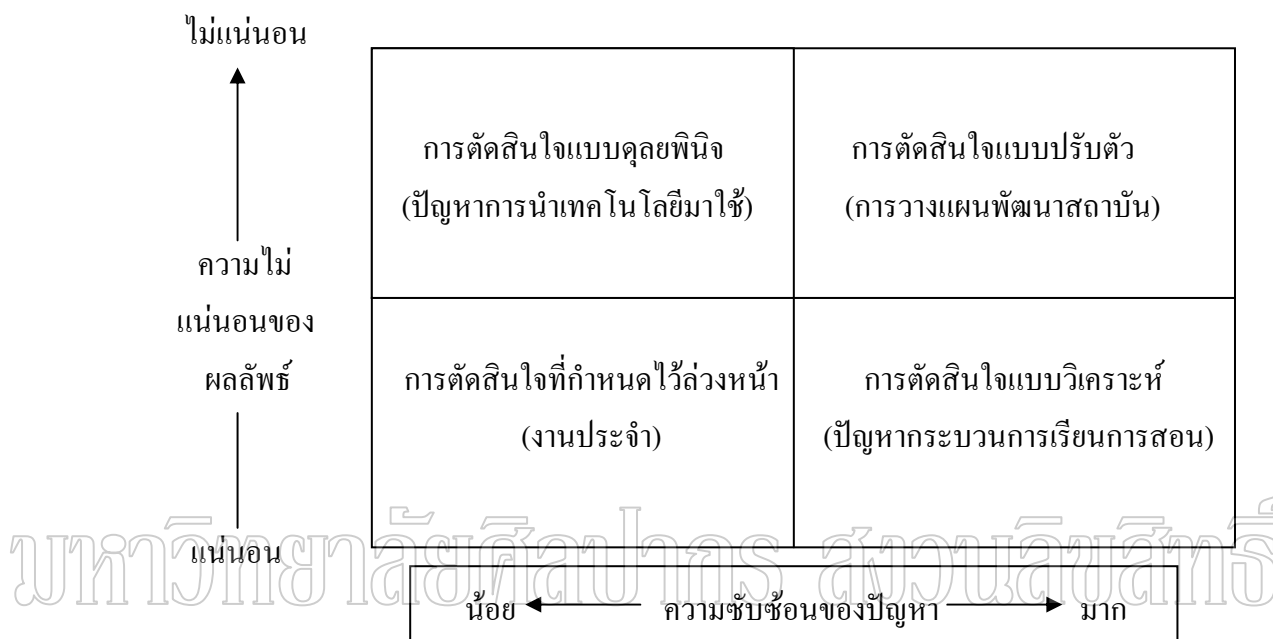 ไม่แน่นอน
การตัดสินใจแบบดุลยพินิจ
(ปัญหาการนำเทคโนโลยีมาใช้)
การตัดสินใจแบบปรับตัว
(การวางแผนพัฒนาสถาบัน)
ความไม่
แน่นอนของ
ผลลัพธ์
การตัดสินใจที่กำหนดไว้ล่วงหน้า
(งานประจำ)
การตัดสินใจแบบวิเคราะห์
(ปัญหากระบวนการเรียนการสอน)
แน่นอน
มหาวิทยาลัยศิลปากร สงวนลิขสิทธิ์
น้อย ความซับซ้อนของปัญหา มาก